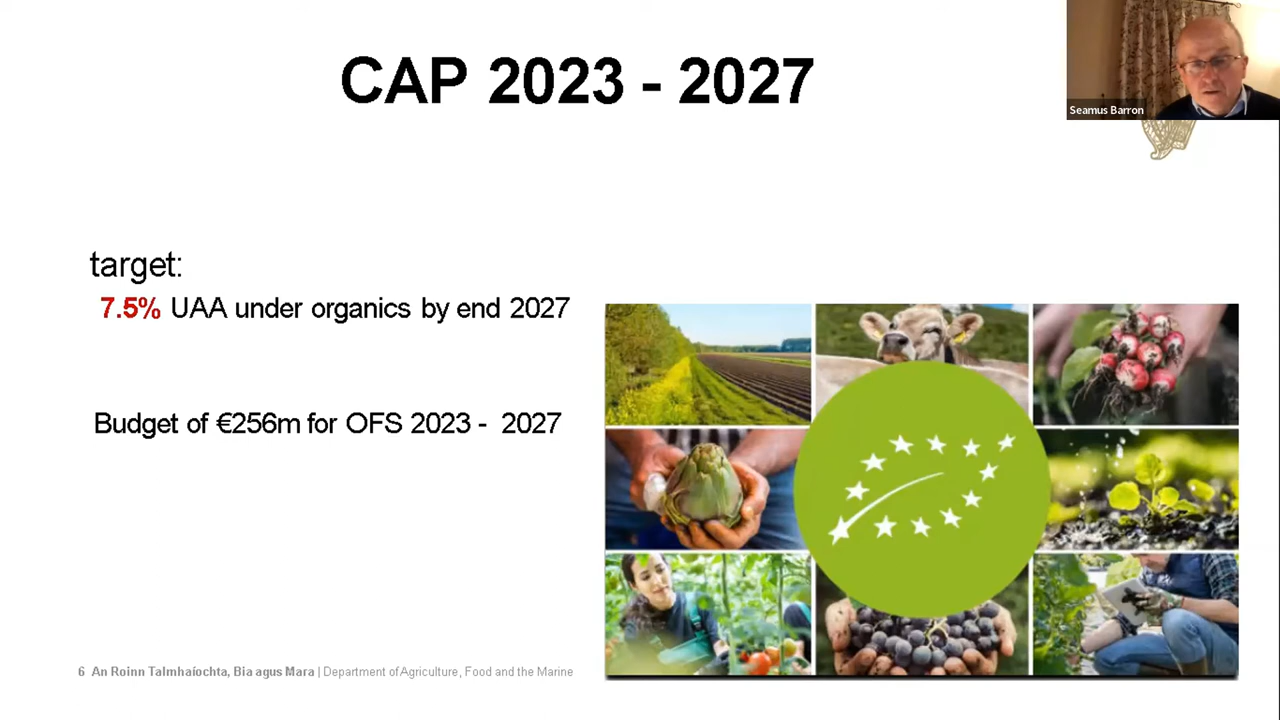 CAP 2023 - 2027
Seamus Barron
target:
7.5% UAA under organics by end 2027
Budget of €256m for OFS 2023 - 2027
6 An Roinn Talmhaíochta, Bia agus Mara | Department of Agriculture, Food and the Marine